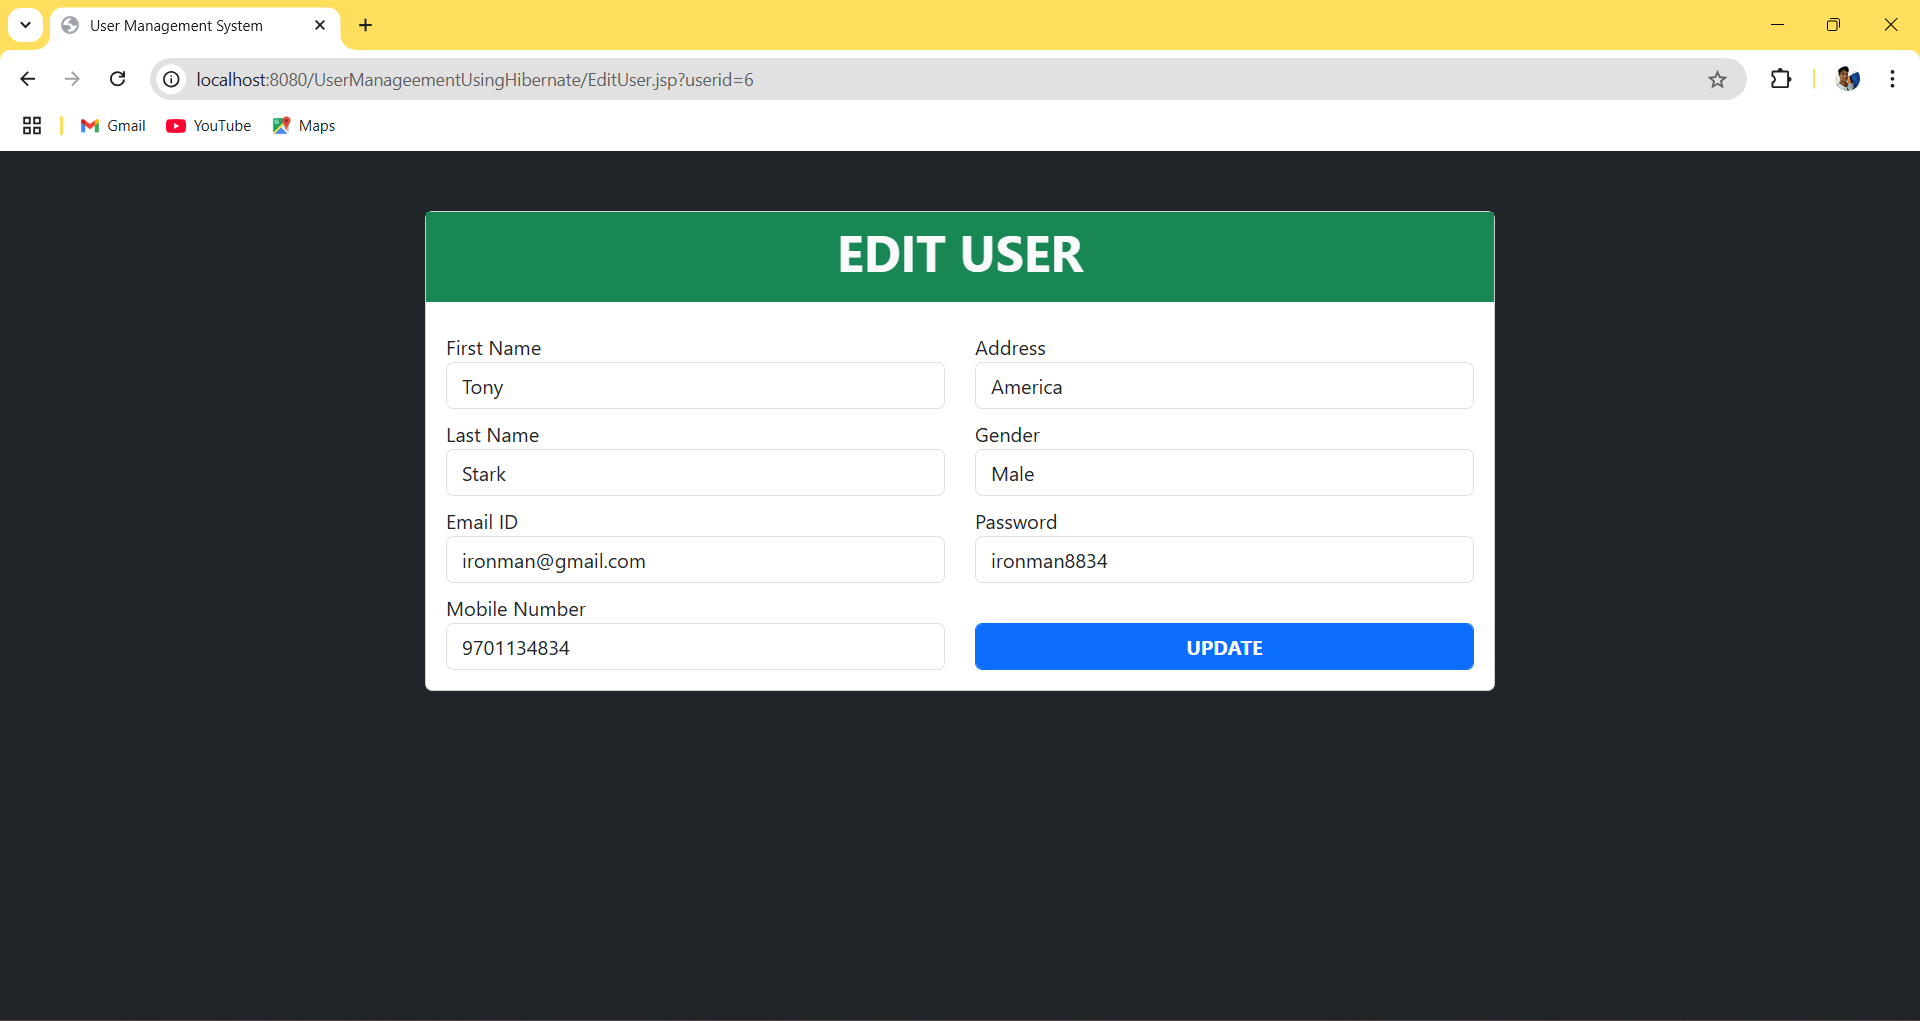 User Management System
localhost:8080/UserManageementUsingHibernate/EditUser.jsp?userid=6
Gmail YouTube Maps
EDIT USER
First Name
Tony
Address
America
Last Name
Stark
Gender
Male
Email ID
ironman@gmail.com
Password
ironman8834
Mobile Number
9701134834
UPDATE